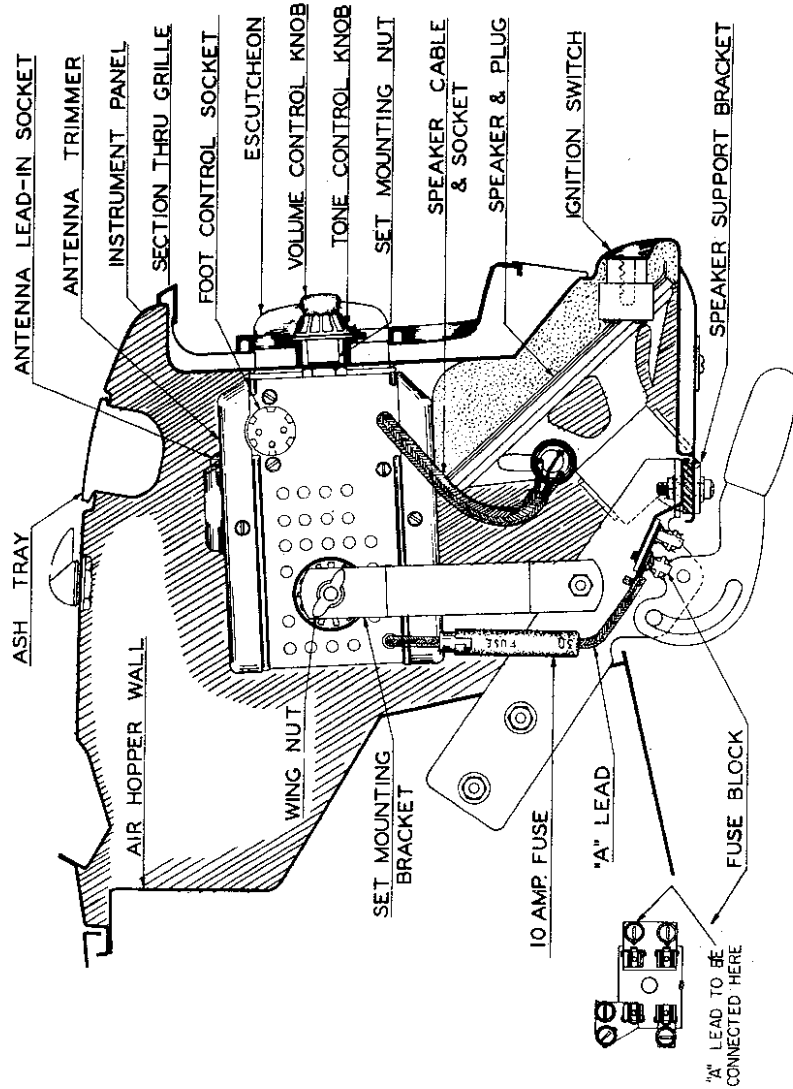 ASH TRAY
ANTENNA LEAD-IN SOCKET
ANTENNA TRIMMER
INSTRUMENT PANEL
SECTION THRU GRILLE
FOOT CONTROL SOCKET
ESCUTCHEON
VOLUME CONTROL KNOB
TONE CONTROL KNOB
SET MOUNTING NUT
SPEAKER CABLE
& SOCKET
SPEAKER & PLUG
IGNITION SWITCH
SPEAKER SUPPORT BRACKET
AIR HOPPER WALL
WING NUT
SET MOUNTING
BRACKET
FUSE
30
10 AMP. FUSE
"A" LEAD
FUSE BLOCK
"A" LEAD TO BE
CONNECTED HERE